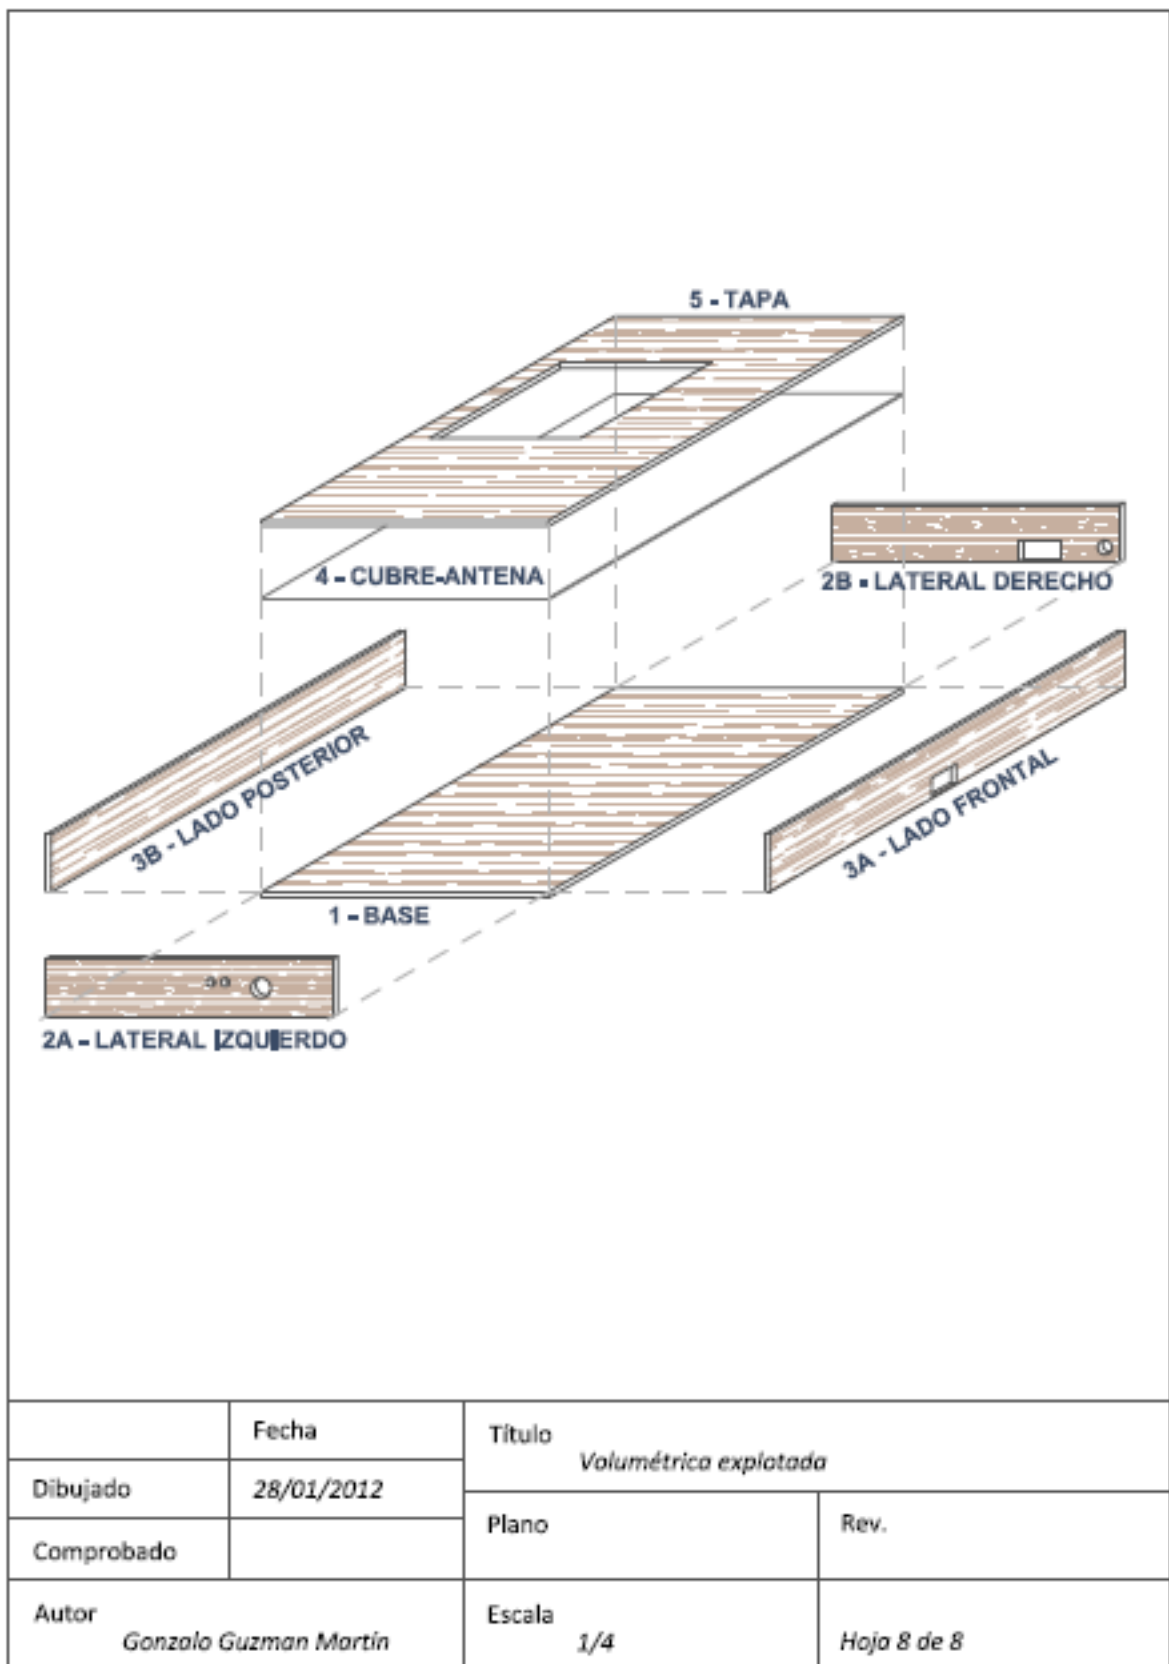 5 - TAPA
4 - CUBRE-ANTENA
2B - LATERAL DERECHO
3B - LADO POSTERIOR
3A - LADO FRONTAL
1 - BASE
2A - LATERAL IZQUIERDO
Fecha
Título
Volumétrica explotada
Dibujado
28/01/2012
Plano
Rev.
Comprobado
Autor
Gonzalo Guzman Martín
Escala
1/4
Hoja 8 de 8